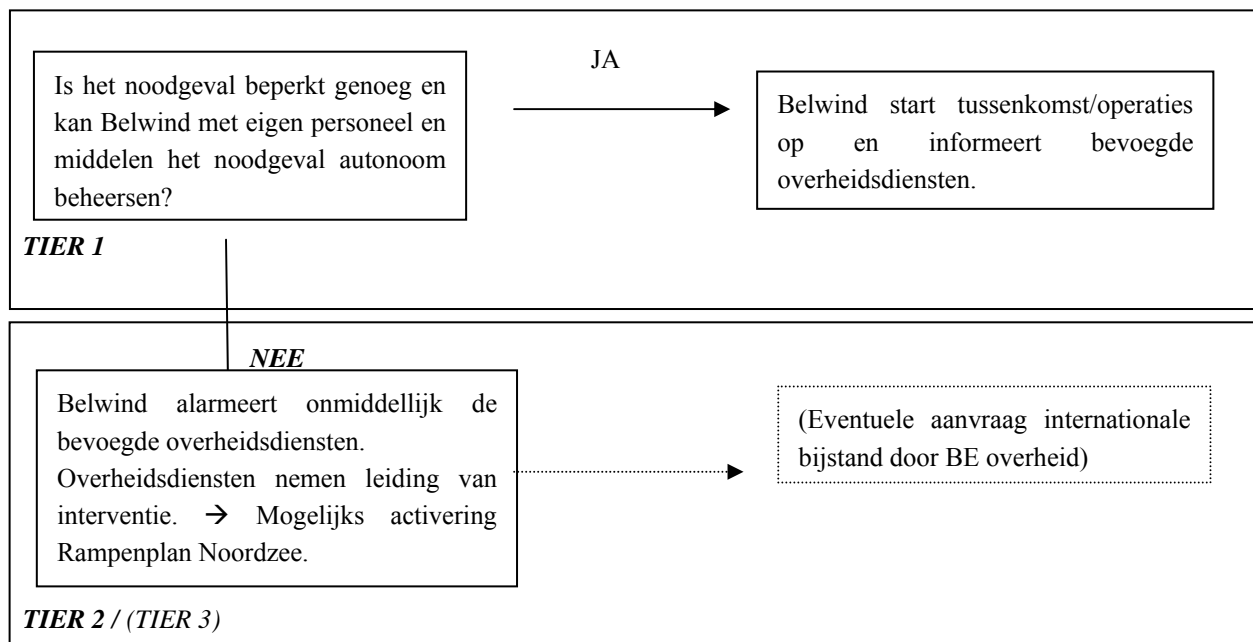 JA
Is het noodgeval beperkt genoeg en
kan Belwind met eigen personeel en
middelen het noodgeval autonoom
beheersen?
Belwind start tussenkomst/operaties
op en informeert bevoegde
overheidsdiensten.
TIER 1
NEE
Belwind alarmeert onmiddellijk de
bevoegde overheidsdiensten.
Overheidsdiensten nemen leiding van
interventie. → Mogelijks activering
Rampenplan Noordzee.
(Eventuele aanvraag internationale
bijstand door BE overheid)
TIER 2 / (TIER 3)